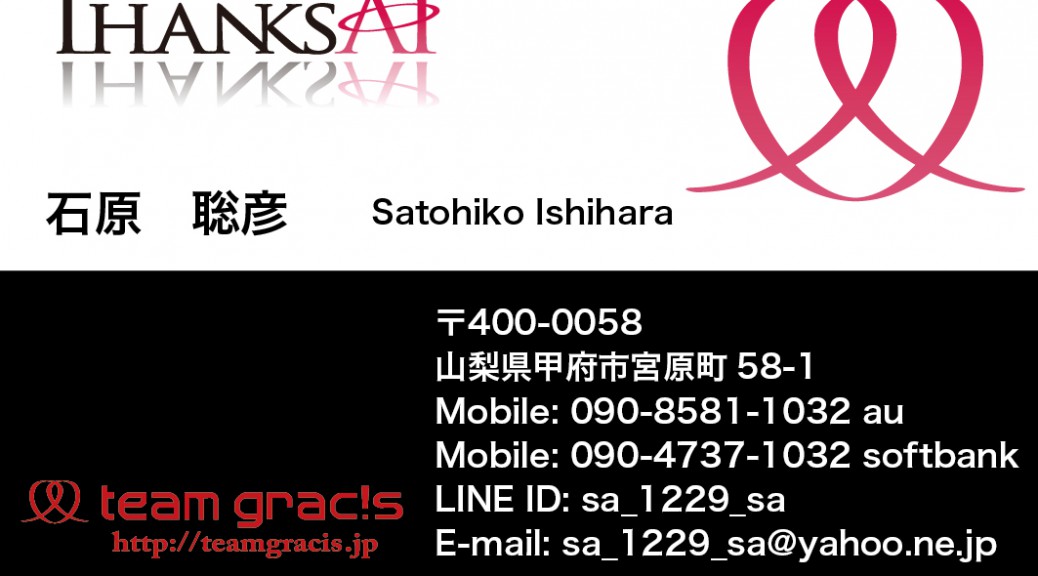 THANKSAI
石原　聡彦
Satohiko Ishihara
〒400-0058
山梨県甲府市宮原町 58-1
Mobile: 090-8581-1032 au
Mobile: 090-4737-1032 softbank
LINE ID: sa_1229_sa
E-mail: sa_1229_sa@yahoo.ne.jp
team grac!s
http://teamgracis.jp